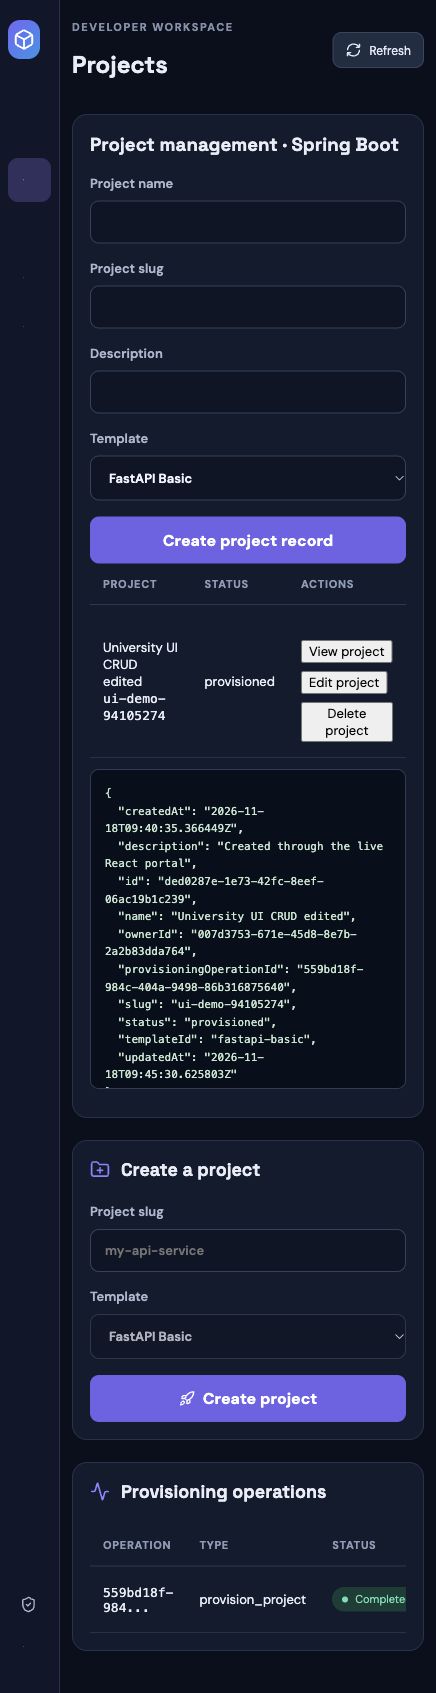 DEVELOPER WORKSPACE
Projects
Refresh
Project management · Spring Boot
Project name
Project slug
Description
Template
FastAPI Basic
Create project record
PROJECT STATUS ACTIONS
University UI
CRUD
edited
ui-demo-
94105274
provisioned
View project
Edit project
Delete
project
{
"createdAt": "2026-11-
18T09:40:35.366449Z",
"description": "Created through the live
React portal",
"id": "ded0287e-1e73-42fc-8eef-
06ac19b1c239",
"name": "University UI CRUD edited",
"ownerId": "007d3753-671e-45d8-8e7b-
2a2b83dda764",
"provisioningOperationId": "559bd18f-
984c-404a-9498-86b316875640",
"slug": "ui-demo-94105274",
"status": "provisioned",
"templateId": "fastapi-basic",
"updatedAt": "2026-11-
18T09:45:30.625803Z"
Create a project
Project slug
my-api-service
Template
FastAPI Basic
Create project
Provisioning operations
OPERATION TYPE STATUS
559bd18f-
984...
provision_project
Complete